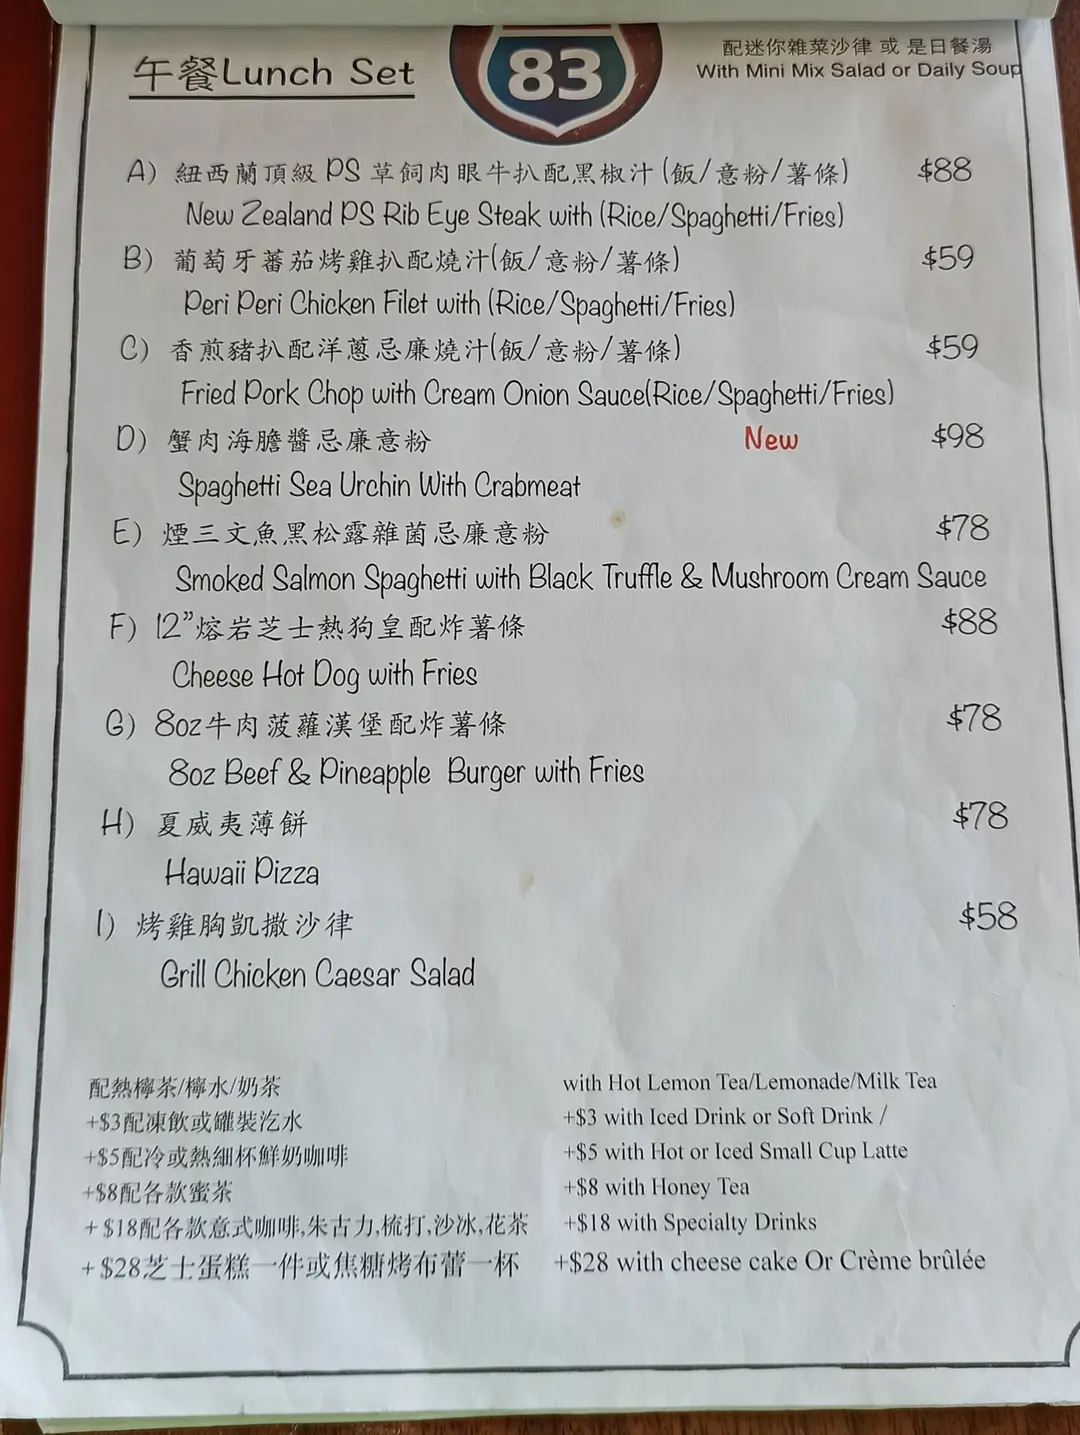 午餐Lunch Set
83
配迷你雜菜沙律 或 是日餐湯
With Mini Mix Salad or Daily Soup
A) 紐西蘭頂級 PS 草飼肉眼牛扒配黑椒汁 (飯/意粉/薯條) $88
New Zealand PS Rib Eye Steak with (Rice/Spaghetti/Fries)
B) 葡萄牙蕃茄烤雞扒配燒汁(飯/意粉/薯條) $59
Peri Peri Chicken Filet with (Rice/Spaghetti/Fries)
C) 香煎豬扒配洋蔥忌廉燒汁(飯/意粉/薯條) $59
Fried Pork Chop with Cream Onion Sauce(Rice/Spaghetti/Fries)
D) 蟹肉海膽醬忌廉意粉 New $98
Spaghetti Sea Urchin With Crabmeat
E) 煙三文魚黑松露雜菌忌廉意粉 $78
Smoked Salmon Spaghetti with Black Truffle & Mushroom Cream Sauce
F) 12”熔岩芝士熱狗皇配炸薯條 $88
Cheese Hot Dog with Fries
G) 8oz牛肉菠蘿漢堡配炸薯條 $78
8oz Beef & Pineapple Burger with Fries
H) 夏威夷薄餅 $78
Hawaii Pizza
I) 烤雞胸凱撒沙律 $58
Grill Chicken Caesar Salad
配熱檸茶/檸水/奶茶
+$3配凍飲或罐裝汽水
+$5配冷或熱細杯鮮奶咖啡
+$8配各款蜜茶
+ $18配各款意式咖啡,朱古力,梳打,沙冰,花茶
+ $28芝士蛋糕一件或焦糖烤布蕾一杯
with Hot Lemon Tea/Lemonade/Milk Tea
+$3 with Iced Drink or Soft Drink /
+$5 with Hot or Iced Small Cup Latte
+$8 with Honey Tea
+$18 with Specialty Drinks
+$28 with cheese cake Or Crème brûlée